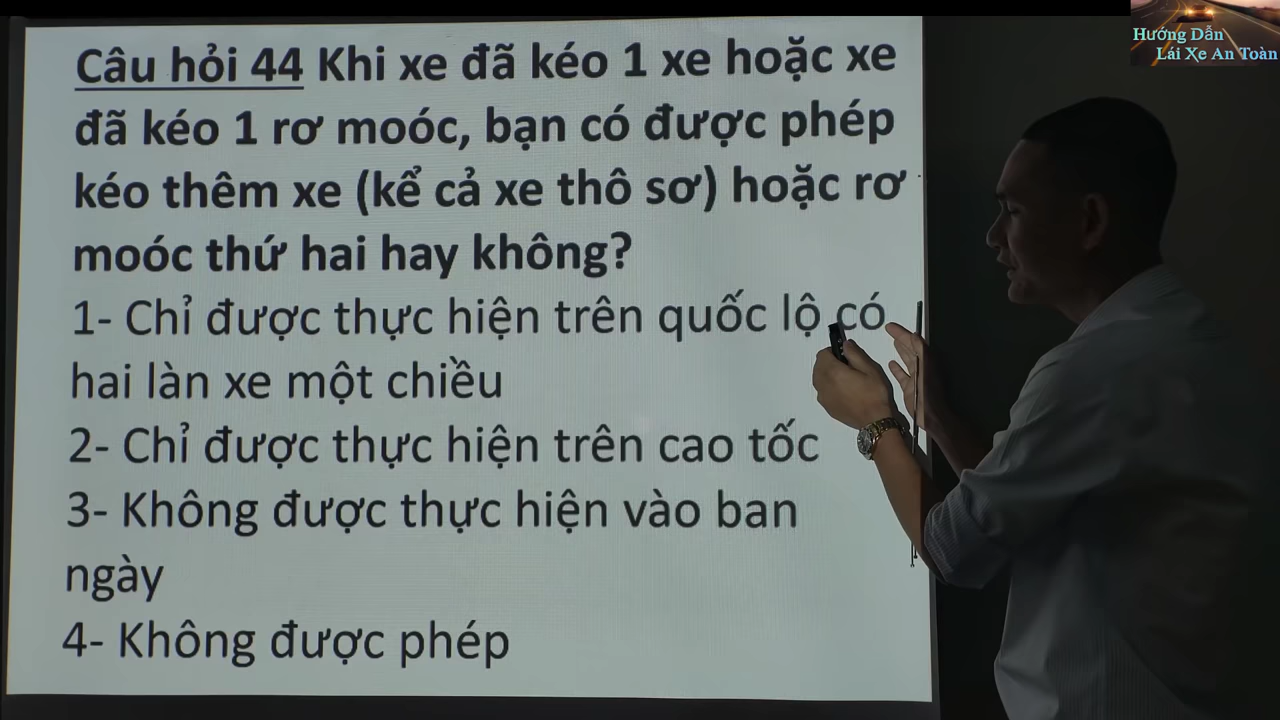 Hướng Dẫn
Lái Xe An Toàn
Câu hỏi 44 Khi xe đã kéo 1 xe hoặc xe
đã kéo 1 rơ moóc, bạn có được phép
kéo thêm xe (kể cả xe thô sơ) hoặc rơ
moóc thứ hai hay không?
1- Chỉ được thực hiện trên quốc lộ có
hai làn xe một chiều
2- Chỉ được thực hiện trên cao tốc
3- Không được thực hiện vào ban
ngày
4- Không được phép